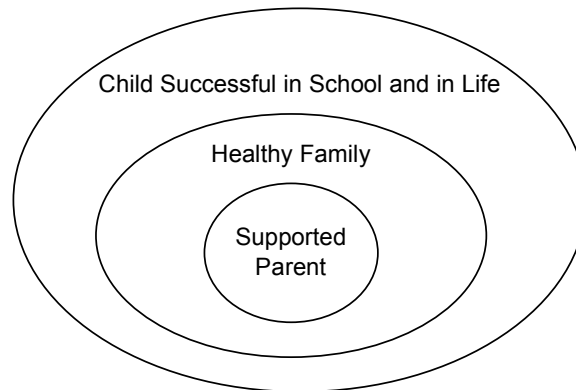 Child Successful in School and in Life
Healthy Family
Supported
Parent